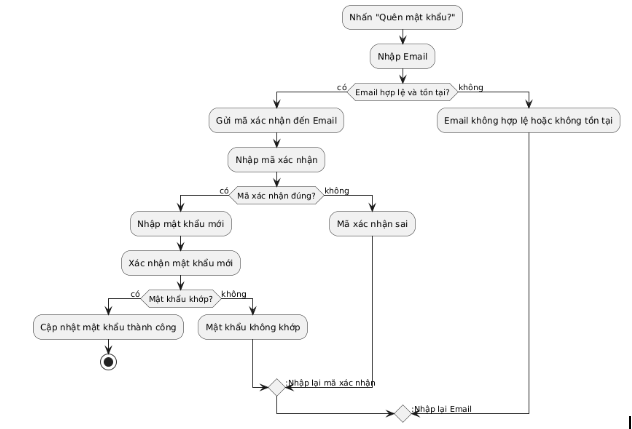 Nhấn "Quên mật khẩu?"
Nhập Email
có
Email hợp lệ và tồn tại?
không
Gửi mã xác nhận đến Email
Email không hợp lệ hoặc không tồn tại
Nhập mã xác nhận
có
Mã xác nhận đúng?
không
Nhập mật khẩu mới
Mã xác nhận sai
Xác nhận mật khẩu mới
có
Mật khẩu khớp?
không
Cập nhật mật khẩu thành công
Mật khẩu không khớp
:Nhập lại mã xác nhận
:Nhập lại Email